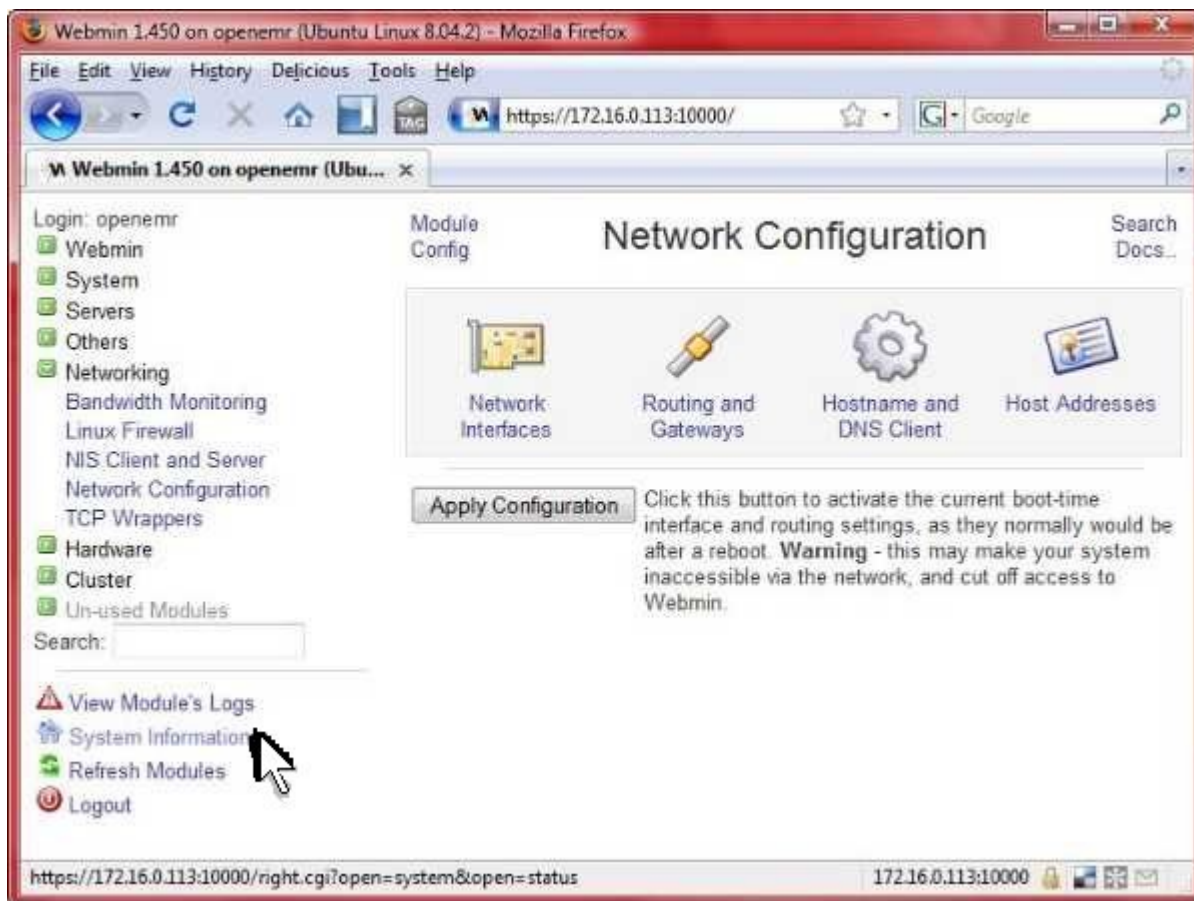 Webmin 1.450 on openemr (Ubuntu Linux 8.04.2) - Mozilla Firefox
File Edit View History Delicious Tools Help
TAG https://172.16.0.113:10000/ G Google
Webmin 1.450 on openemr (Ubu...
Login: openemr
Webmin
System
Servers
Others
Networking
Bandwidth Monitoring
Linux Firewall
NIS Client and Server
Network Configuration
TCP Wrappers
Hardware
Cluster
Un-used Modules
Search:
View Module's Logs
System Information
Refresh Modules
Logout
Module
Config
Network Configuration
Search
Docs..
Network
Interfaces
Routing and
Gateways
Hostname and
DNS Client
Host Addresses
Apply Configuration
Click this button to activate the current boot-time
interface and routing settings, as they normally would be
after a reboot. Warning - this may make your system
inaccessible via the network, and cut off access to
Webmin.
https://172.16.0.113:10000/right.cgi?open=system&open=status 172.16.0.113:10000